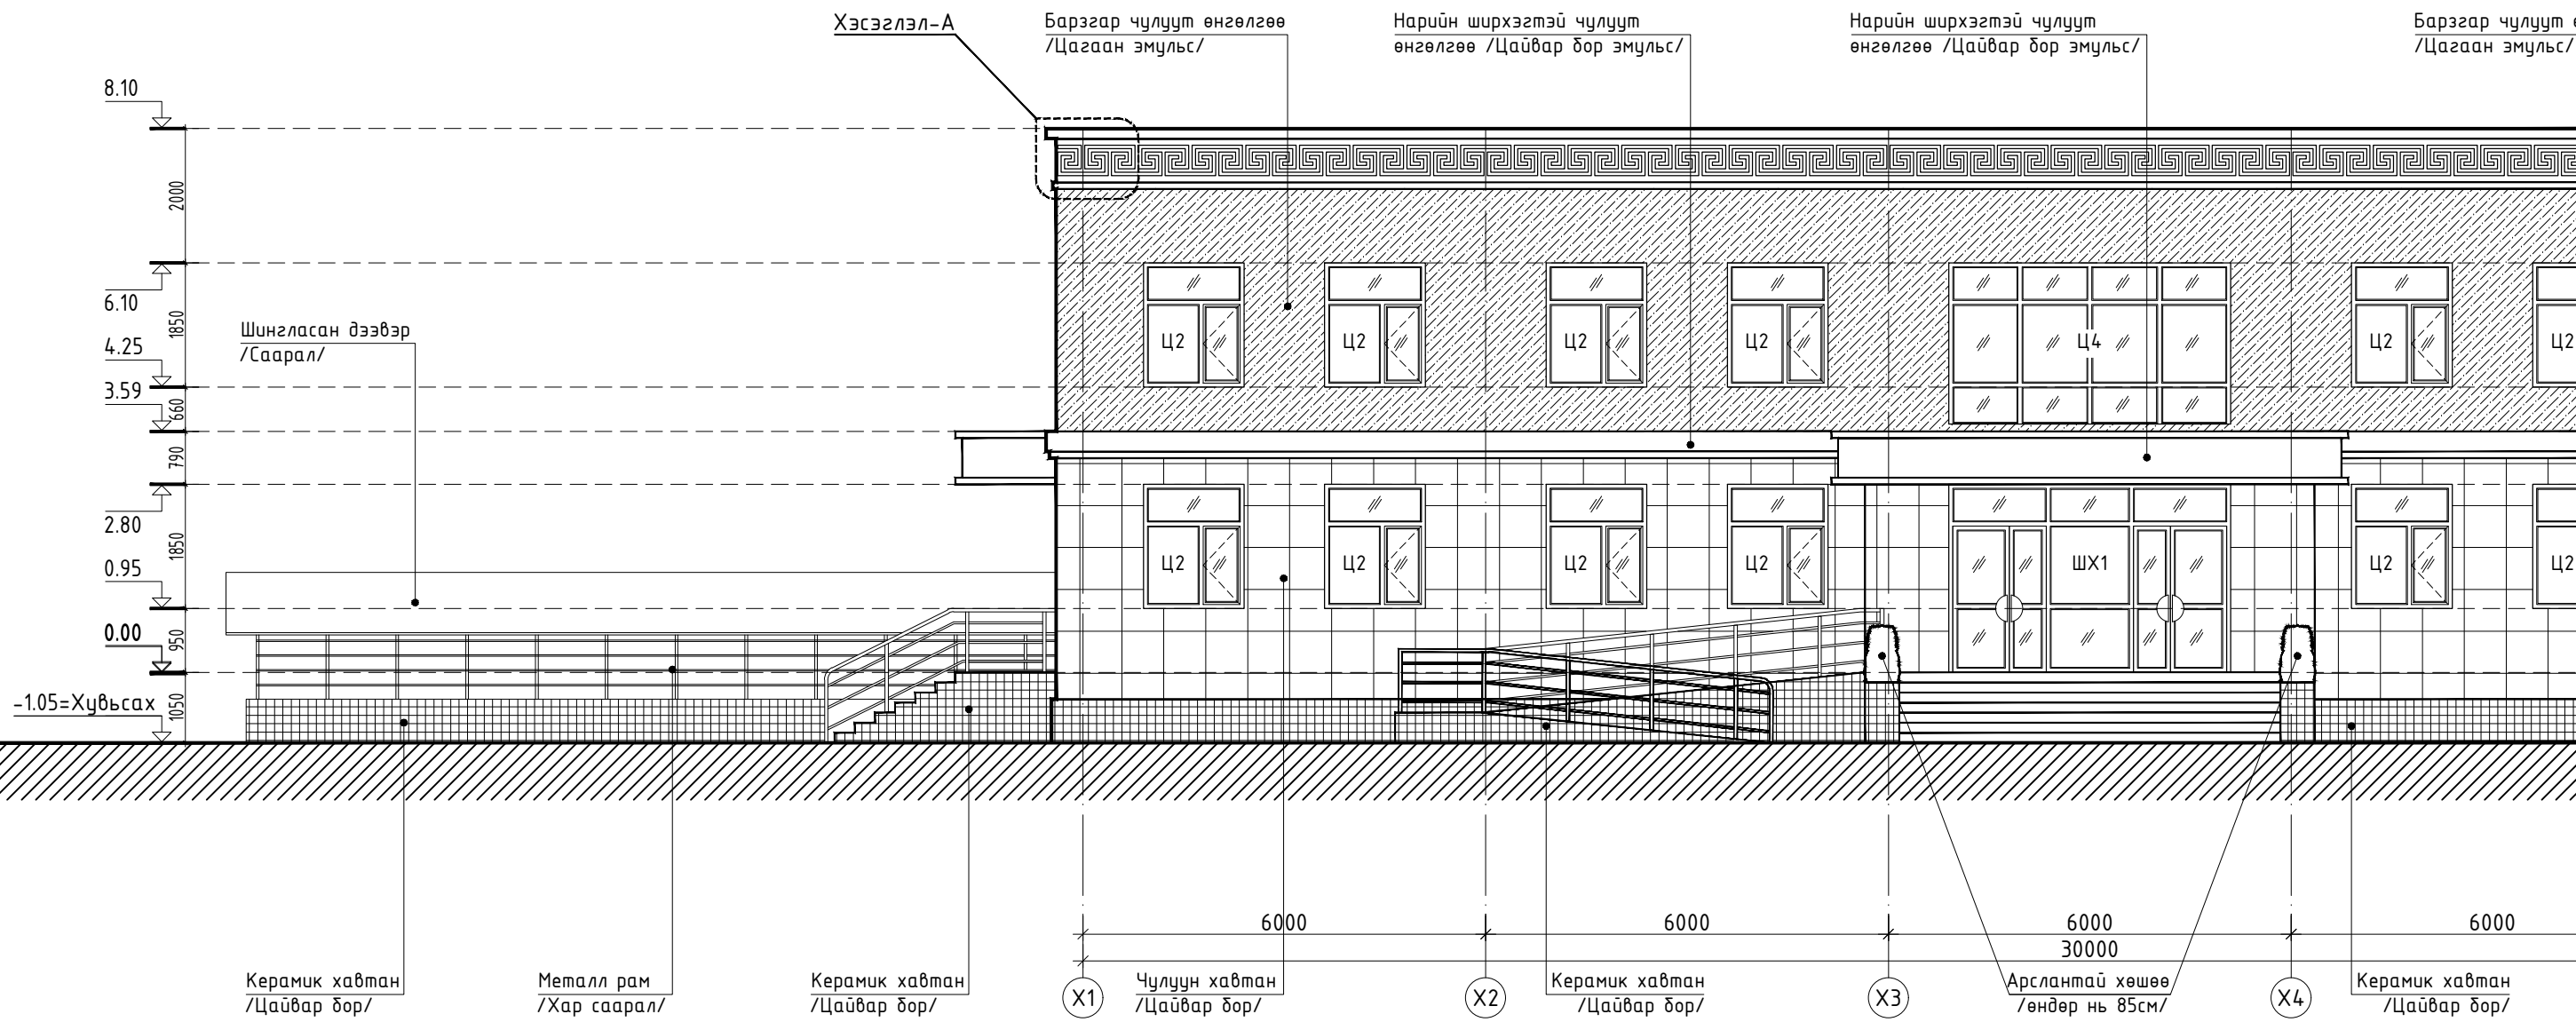 Хэсэглэл-А
Барзгар чулуут өнгөлгөө
/Цагаан эмульс/
Нарийн ширхэгтэй чулуут
өнгөлгөө /Цайвар бор эмульс/
Нарийн ширхэгтэй чулуут
өнгөлгөө /Цайвар бор эмульс/
Барзгар чулуут
/Цагаан эмульс/
8.10
2000
6.10
1850
4.25
3.59
660
790
2.80
1850
0.95
0.00
950
-1.05=Хувьсах
1050
Шингласан дээвэр
/Саарал/
Ц2
Ц2
Ц2
Ц2
Ц4
Ц2
Ц2
Ц2
Ц2
Ц2
Ц2
ШХ1
Ц2
Ц2
6000
6000
6000
6000
30000
Керамик хавтан
/Цайвар бор/
Металл рам
/Хар саарал/
Керамик хавтан
/Цайвар бор/
X1
Чулуун хавтан
/Цайвар бор/
X2
Керамик хавтан
/Цайвар бор/
X3
Арслантай хөшөө
/өндөр нь 85см/
X4
Керамик хавтан
/Цайвар бор/